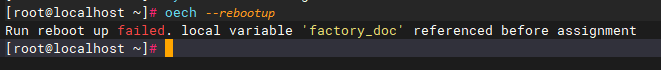 [root@localhost ~]# oech --rebootup
Run reboot up failed. local variable 'factory_doc' referenced before assignment
[root@localhost ~]#